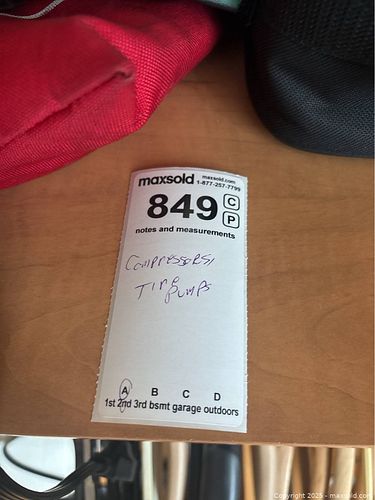 maxsold maxsold.com
1-877-257-7799
849 C
P
notes and measurements
COMPRESSORS,
TIRE
PUMPS
A B C D
1st 2nd 3rd bsmt garage outdoors
Copyright 2025 - maxsold.com